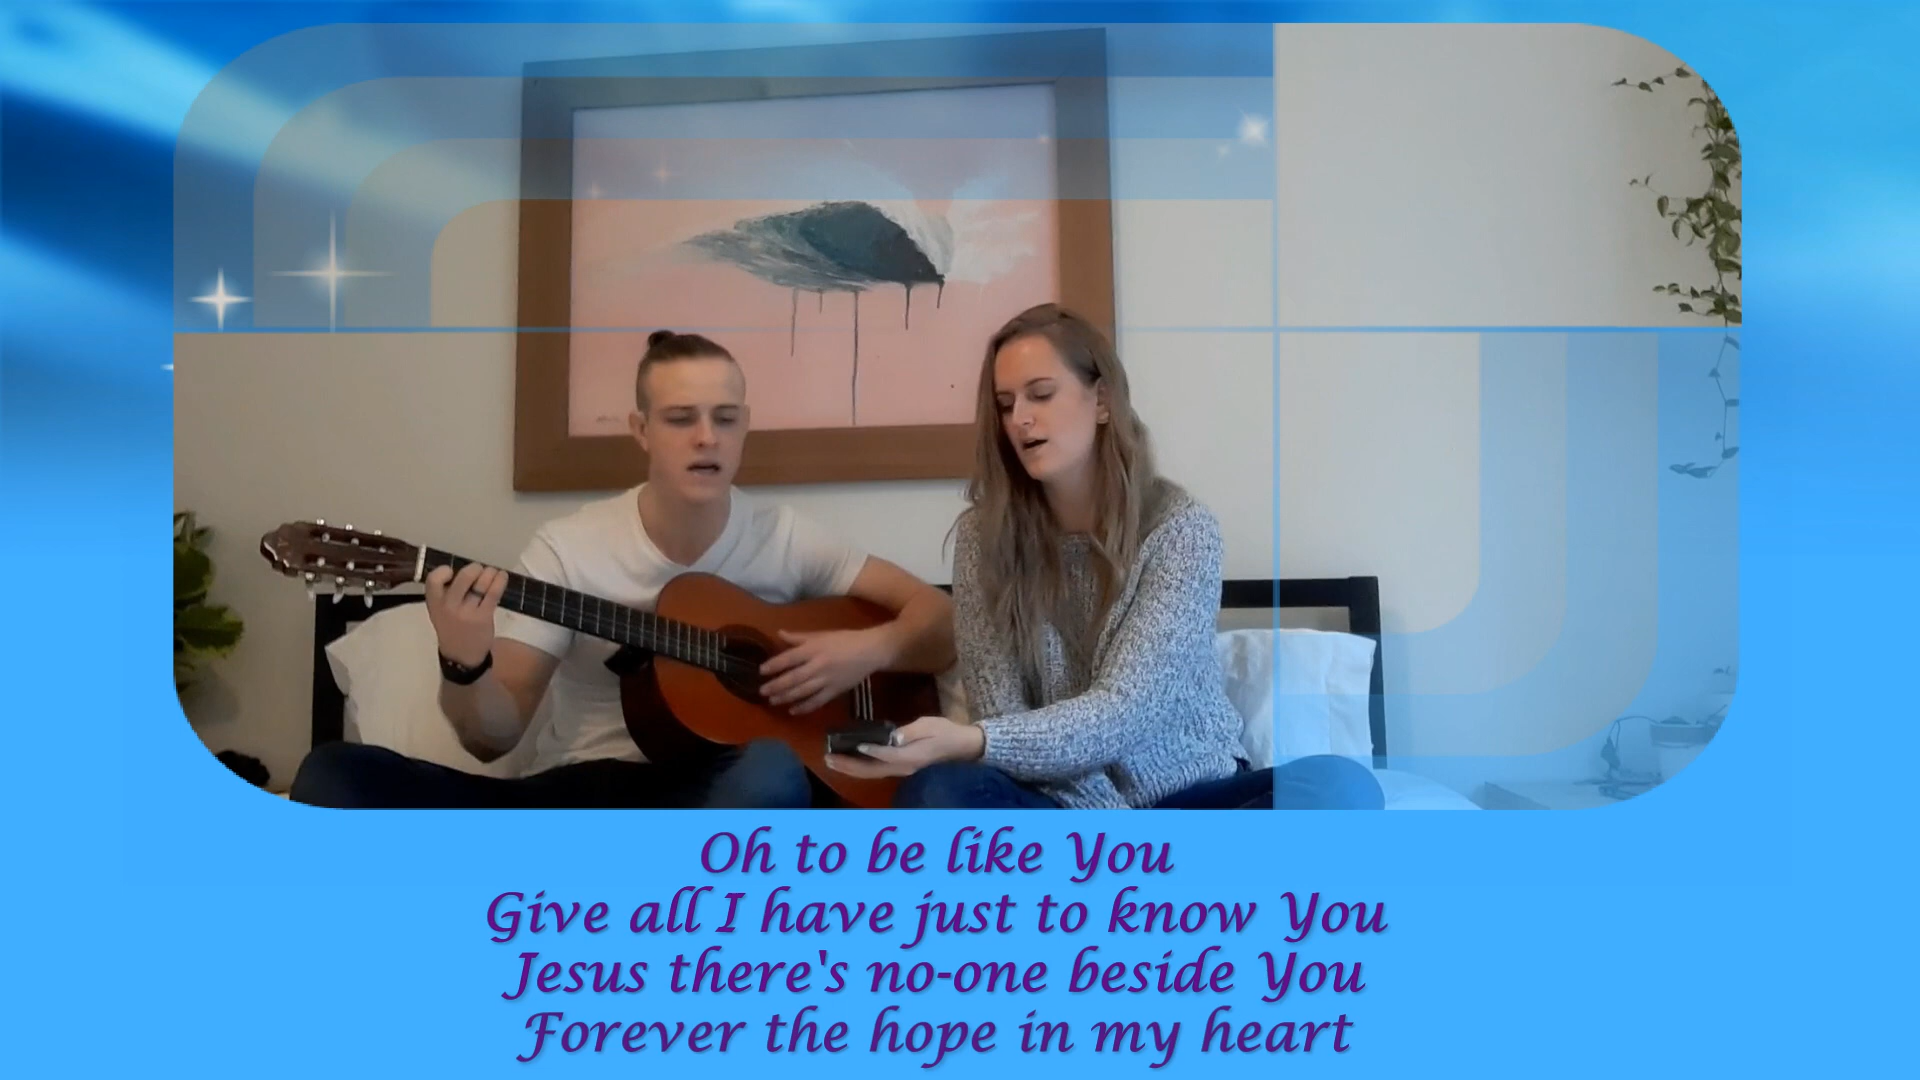 Oh to be like You
Give all I have just to know You
Jesus there's no-one beside You
Forever the hope in my heart